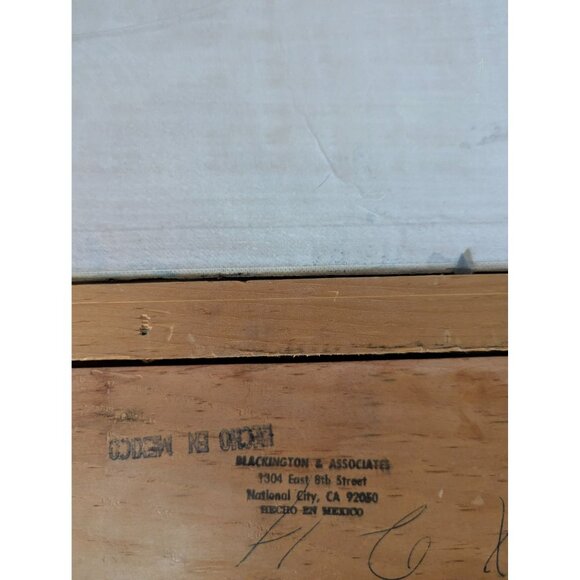 HECHO EN MEXICO
BLACKINGTON & ASSOCIATES
1304 East 8th Street
National City, CA 92050
HECHO EN MEXICO